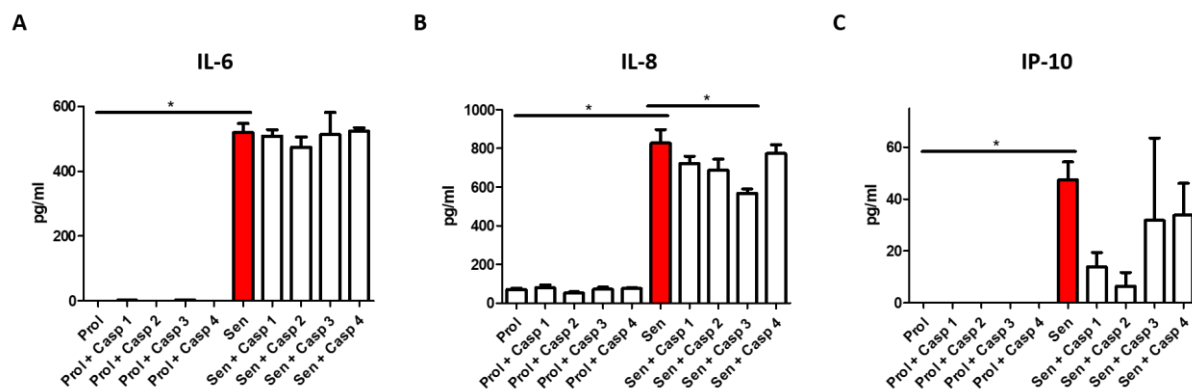 A
B
C
IL-6
IL-8
IP-10
pg/ml
600
400
200
0
*
Prol
Prol + Casp 1
Prol + Casp 2
Prol + Casp 3
Prol + Casp 4
Sen
Sen + Casp 1
Sen + Casp 2
Sen + Casp 3
Sen + Casp 4
pg/ml
1000
800
600
400
200
0
*
*
Prol
Prol + Casp 1
Prol + Casp 2
Prol + Casp 3
Prol + Casp 4
Sen
Sen + Casp 1
Sen + Casp 2
Sen + Casp 3
Sen + Casp 4
pg/ml
60
40
20
0
*
Prol
Prol + Casp 1
Prol + Casp 2
Prol + Casp 3
Prol + Casp 4
Sen
Sen + Casp 1
Sen + Casp 2
Sen + Casp 3
Sen + Casp 4